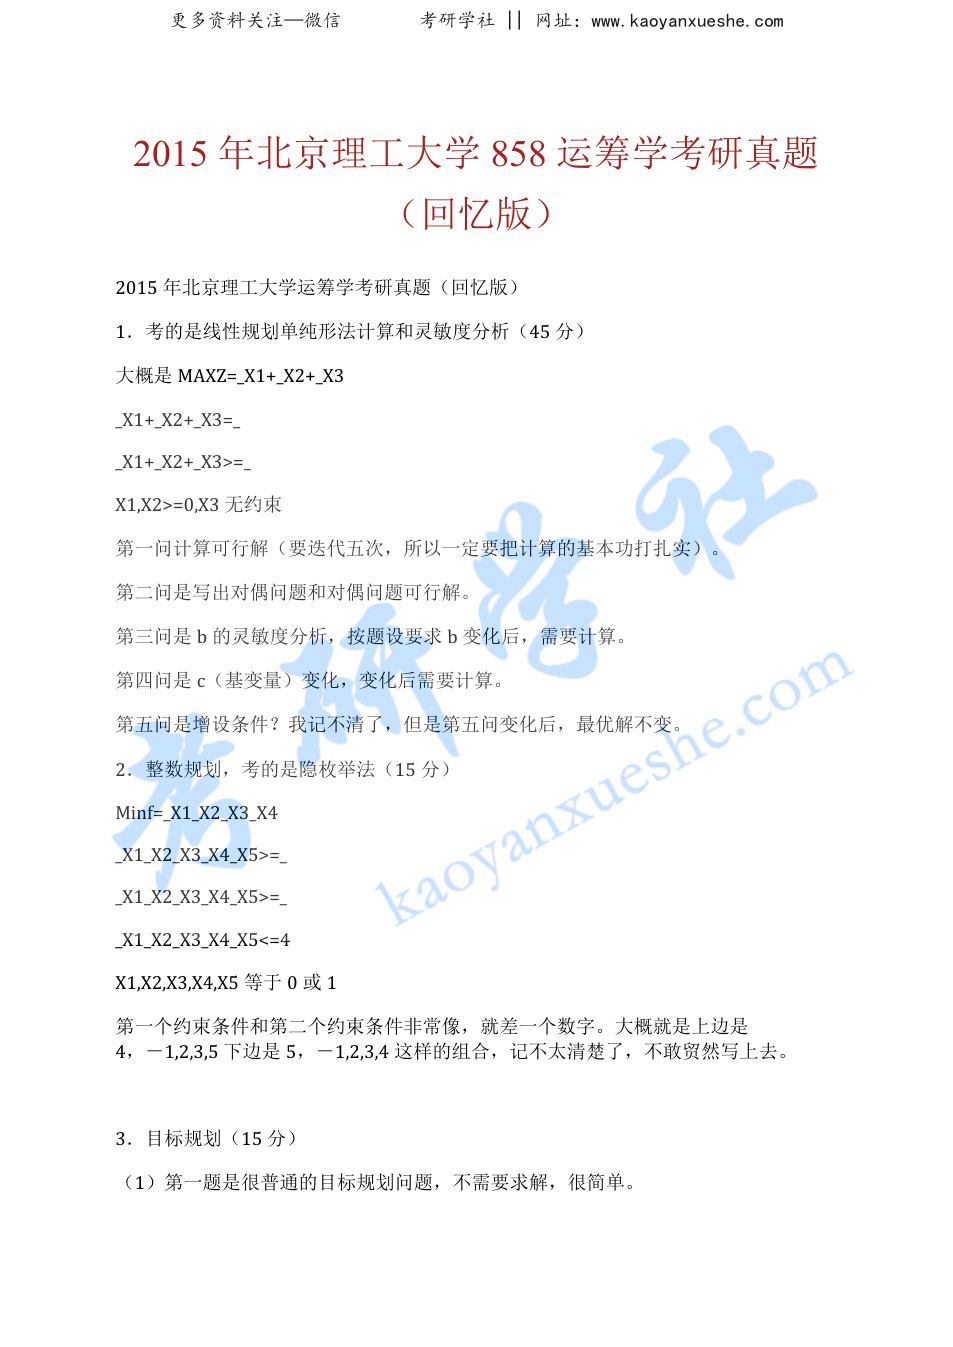 更多资料关注—微信 考研学社 || 网址：www.kaoyanxueshe.com
2015 年北京理工大学 858 运筹学考研真题
（回忆版）
2015 年北京理工大学运筹学考研真题（回忆版）
1．考的是线性规划单纯形法计算和灵敏度分析（45 分）
大概是 MAXZ=_X1+_X2+_X3
_X1+_X2+_X3=_
_X1+_X2+_X3>=_
X1,X2>=0,X3 无约束
第一问计算可行解（要迭代五次，所以一定要把计算的基本功打扎实）。
第二问是写出对偶问题和对偶问题可行解。
第三问是 b 的灵敏度分析，按题设要求 b 变化后，需要计算。
第四问是 c（基变量）变化，变化后需要计算。
第五问是增设条件？我记不清了，但是第五问变化后，最优解不变。
2．整数规划，考的是隐枚举法（15 分）
Minf=_X1_X2_X3_X4
_X1_X2_X3_X4_X5>=_
_X1_X2_X3_X4_X5>=_
_X1_X2_X3_X4_X5<=4
X1,X2,X3,X4,X5 等于 0 或 1
第一个约束条件和第二个约束条件非常像，就差一个数字。大概就是上边是
4，－1,2,3,5 下边是 5，－1,2,3,4 这样的组合，记不太清楚了，不敢贸然写上去。
3．目标规划（15 分）
（1）第一题是很普通的目标规划问题，不需要求解，很简单。
考研学社
kaoyanxueshe.com